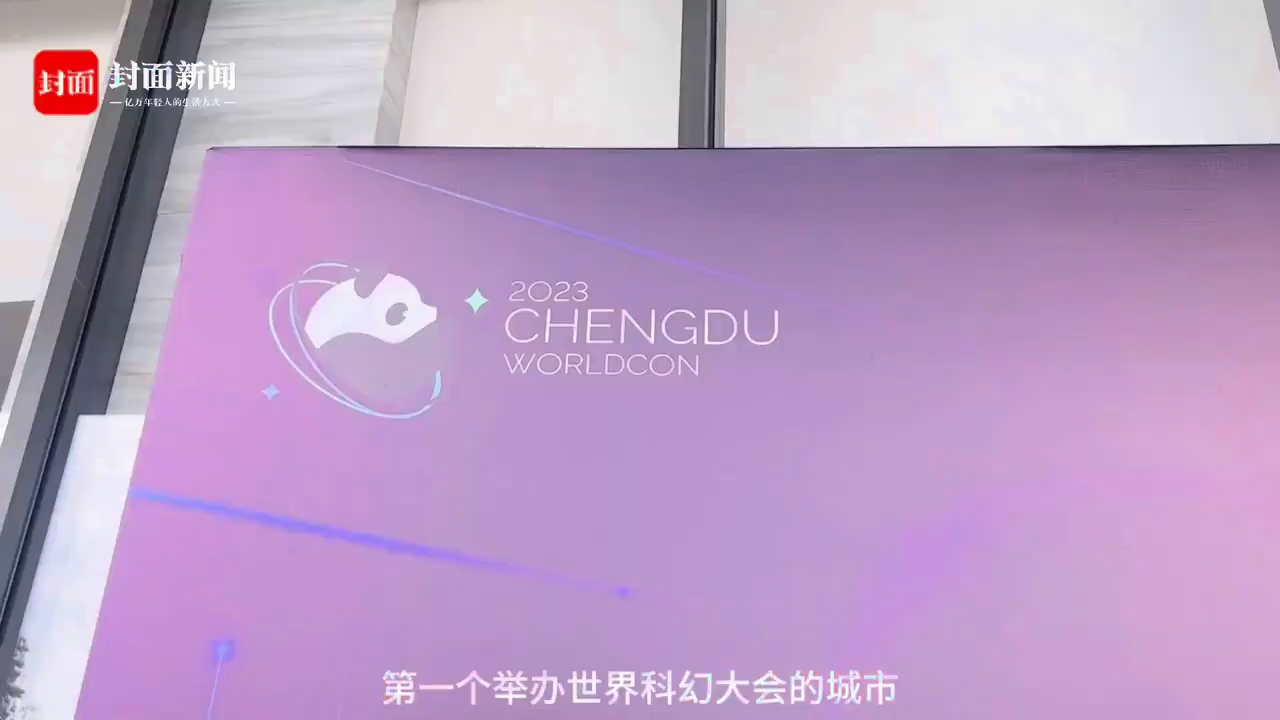 封面
封面新闻
亿万年轻人的生活方式
2023
CHENGDU
WORLDCON
第一个举办世界科幻大会的城市